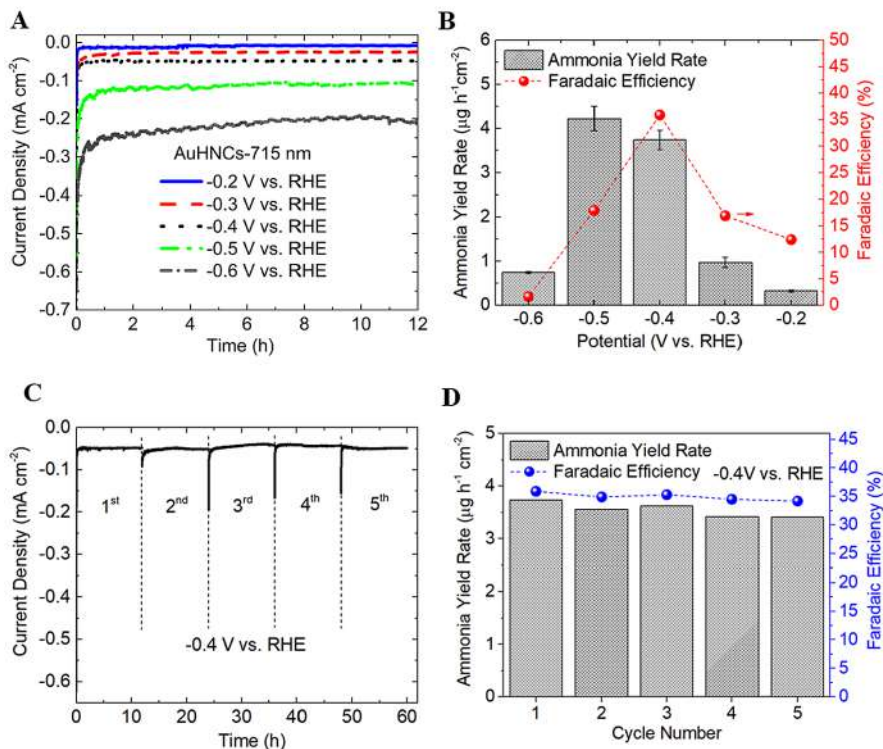 A
0.0
-0.1
-0.2
-0.3
-0.4
-0.5
-0.6
-0.7
Current Density (mA cm⁻²)
AuHNCs-715 nm
-0.2 V vs. RHE
-0.3 V vs. RHE
-0.4 V vs. RHE
-0.5 V vs. RHE
-0.6 V vs. RHE
0 2 4 6 8 10 12
Time (h)
B
6
5
4
3
2
1
0
Ammonia Yield Rate (μg h⁻¹ cm⁻²)
Ammonia Yield Rate
Faradaic Efficiency
50
45
40
35
30
25
20
15
10
5
0
Faradaic Efficiency (%)
-0.6 -0.5 -0.4 -0.3 -0.2
Potential (V vs. RHE)
C
0.0
-0.1
-0.2
-0.3
-0.4
-0.5
-0.6
Current Density (mA cm⁻²)
1ˢᵗ 2ⁿᵈ 3ʳᵈ 4ᵗʰ 5ᵗʰ
-0.4 V vs. RHE
0 10 20 30 40 50 60
Time (h)
D
5
4
3
2
1
0
Ammonia Yield Rate (μg h⁻¹ cm⁻²)
Ammonia Yield Rate
Faradaic Efficiency -0.4V vs. RHE
45
40
35
30
25
20
15
10
5
0
Faradaic Efficiency (%)
1 2 3 4 5
Cycle Number